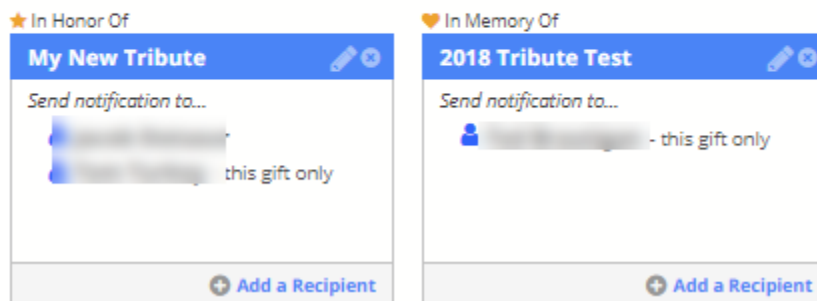 In Honor Of
My New Tribute
Send notification to...
this gift only
Add a Recipient
In Memory Of
2018 Tribute Test
Send notification to...
- this gift only
Add a Recipient